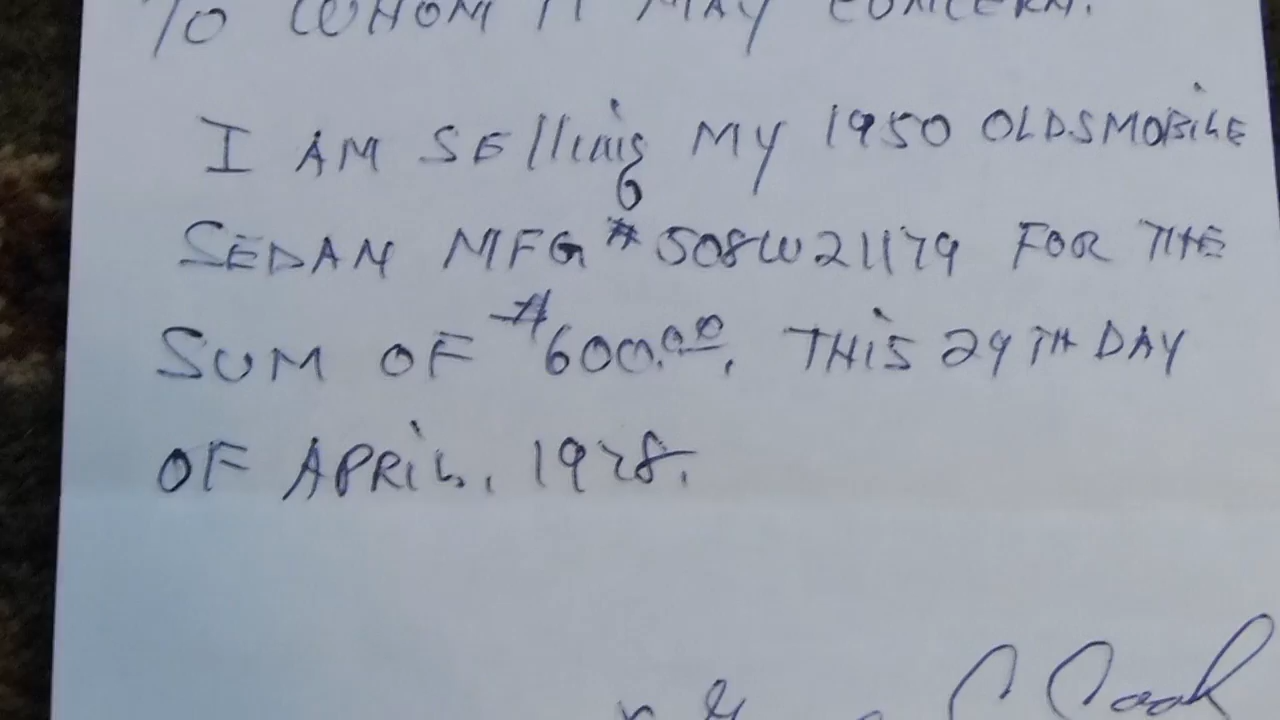 TO WHOM IT MAY CONCERN.
I AM SElling MY 1950 OLDSMOBILE
SEDAN MFG # 508W21179 FOR THE
SUM OF $600.00. THIS 29TH DAY
OF APRIL, 1978.
C Cook